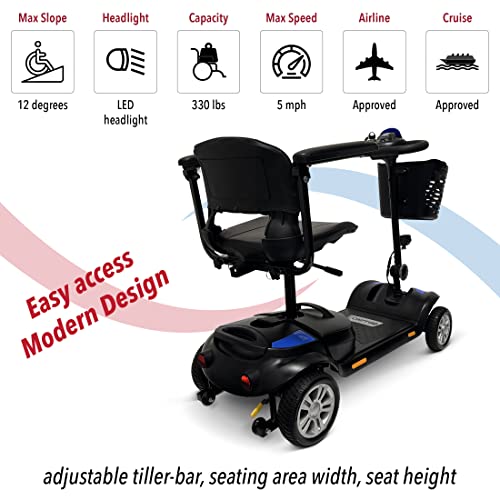 Max Slope
Headlight
Capacity
Max Speed
Airline
Cruise
12 degrees
LED
headlight
330 lbs
5 mph
Approved
Approved
Easy access
Modern Design
adjustable tiller-bar, seating area width, seat height